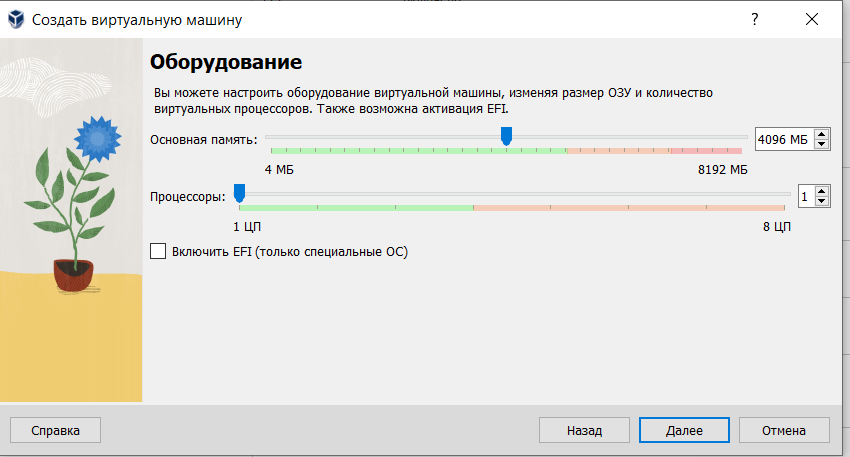 Создать виртуальную машину
?
Оборудование
Вы можете настроить оборудование виртуальной машины, изменяя размер ОЗУ и количество
виртуальных процессоров. Также возможна активация EFI.
Основная память: 4096 МБ
4 МБ 8192 МБ
Процессоры: 1
1 ЦП 8 ЦП
Включить EFI (только специальные ОС)
Справка Назад Далее Отмена